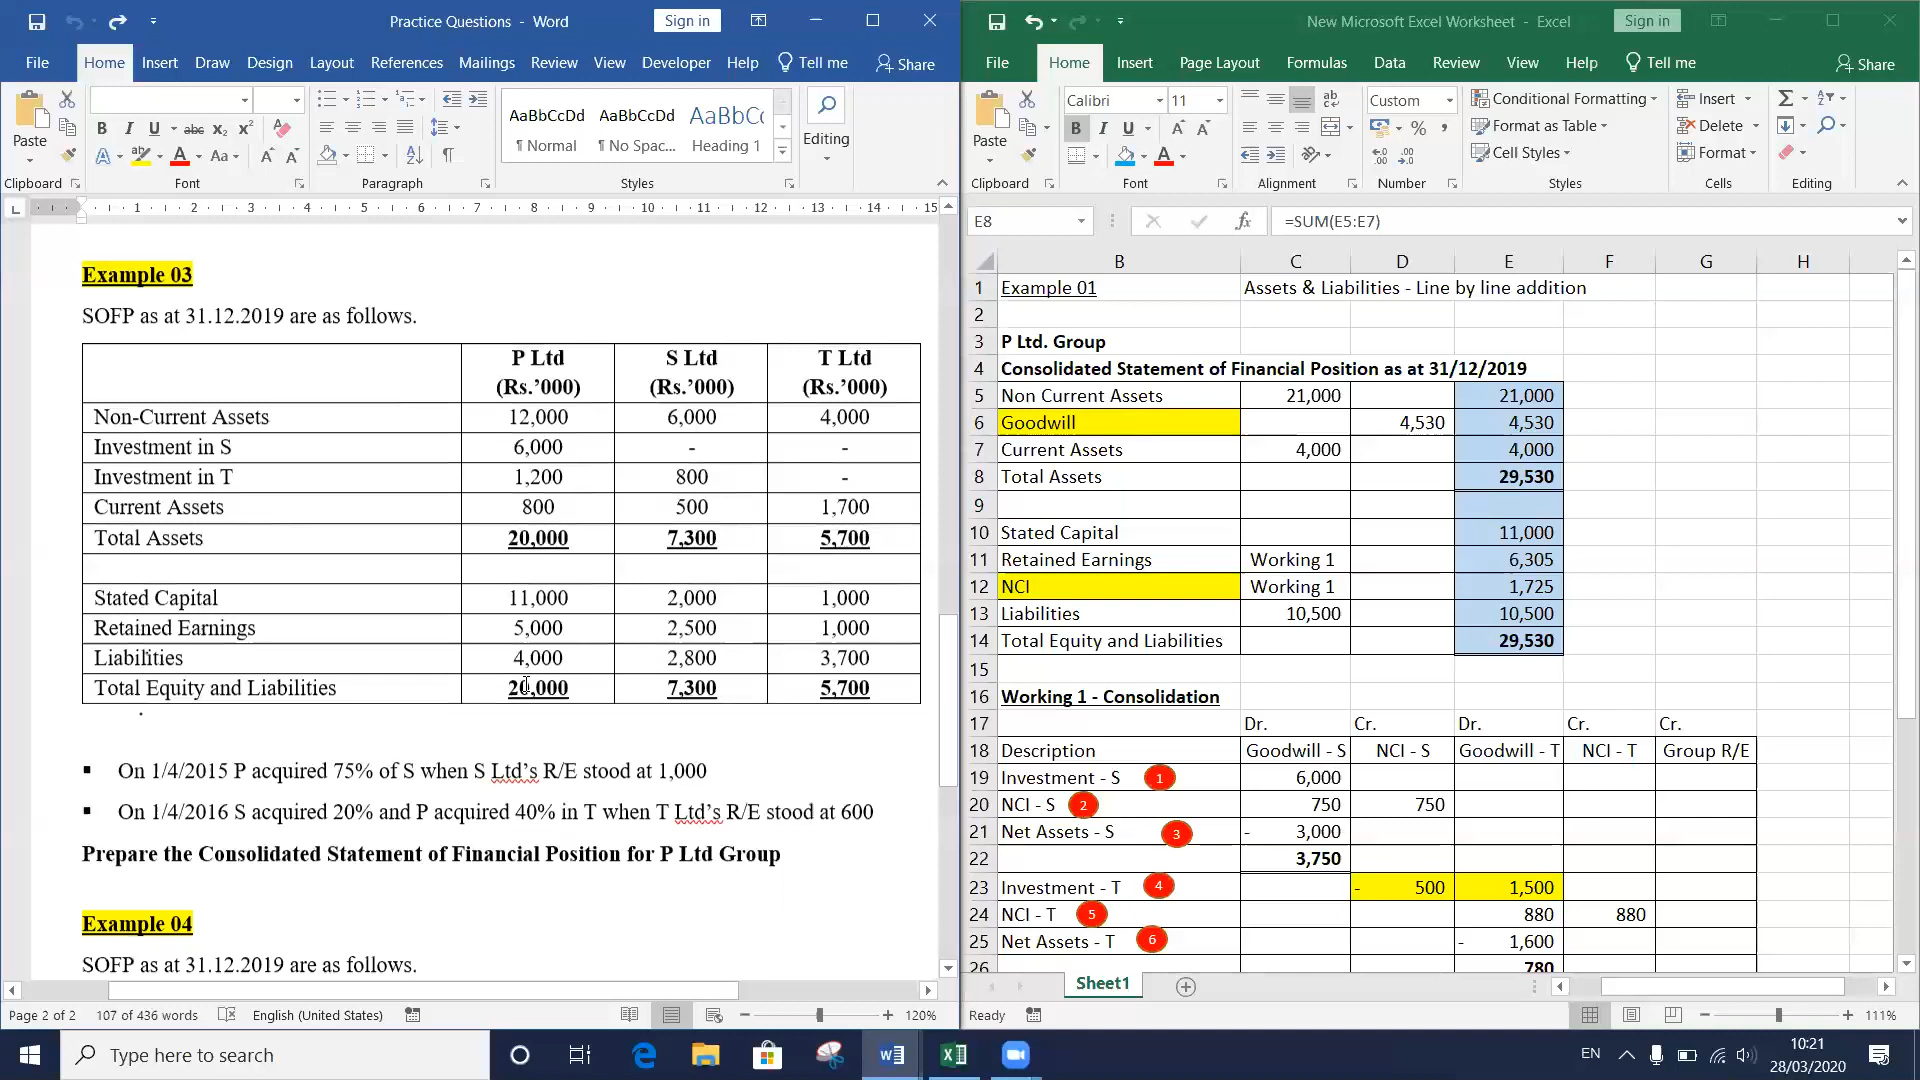 Practice Questions - Word
Sign in
File Home Insert Draw Design Layout References Mailings Review View Developer Help Tell me Share
Paste
Clipboard
Font
Paragraph
AaBbCcDd AaBbCcDd AaBbC
¶ Normal ¶ No Spac... Heading 1
Styles
Editing
1 2 3 4 5 6 7 8 9 10 11 12 13 14 15
Example 03
SOFP as at 31.12.2019 are as follows.
P Ltd (Rs.'000) S Ltd (Rs.'000) T Ltd (Rs.'000)
Non-Current Assets 12,000 6,000 4,000
Investment in S 6,000 - -
Investment in T 1,200 800 -
Current Assets 800 500 1,700
Total Assets 20,000 7,300 5,700
Stated Capital 11,000 2,000 1,000
Retained Earnings 5,000 2,500 1,000
Liabilities 4,000 2,800 3,700
Total Equity and Liabilities 20,000 7,300 5,700
▪ On 1/4/2015 P acquired 75% of S when S Ltd's R/E stood at 1,000
▪ On 1/4/2016 S acquired 20% and P acquired 40% in T when T Ltd's R/E stood at 600
Prepare the Consolidated Statement of Financial Position for P Ltd Group
Example 04
SOFP as at 31.12.2019 are as follows.
Page 2 of 2 107 of 436 words English (United States) 120%
New Microsoft Excel Worksheet - Excel
Sign in
File Home Insert Page Layout Formulas Data Review View Help Tell me Share
Paste
Clipboard
Calibri 11
Font
Alignment
Custom
Number
Conditional Formatting
Format as Table
Cell Styles
Styles
Insert
Delete
Format
Cells
Editing
E8 =SUM(E5:E7)
B C D E F G H
1 Example 01 Assets & Liabilities - Line by line addition
2
3 P Ltd. Group
4 Consolidated Statement of Financial Position as at 31/12/2019
5 Non Current Assets 21,000 21,000
6 Goodwill 4,530 4,530
7 Current Assets 4,000 4,000
8 Total Assets 29,530
9
10 Stated Capital 11,000
11 Retained Earnings Working 1 6,305
12 NCI Working 1 1,725
13 Liabilities 10,500 10,500
14 Total Equity and Liabilities 29,530
15
16 Working 1 - Consolidation
17 Dr. Cr. Dr. Cr. Cr.
18 Description Goodwill - S NCI - S Goodwill - T NCI - T Group R/E
19 Investment - S 1 6,000
20 NCI - S 2 750 750
21 Net Assets - S 3 - 3,000
22 3,750
23 Investment - T 4 - 500 1,500
24 NCI - T 5 880 880
25 Net Assets - T 6 - 1,600
26 780
Sheet1
Ready 111%
Type here to search
EN
10:21
28/03/2020